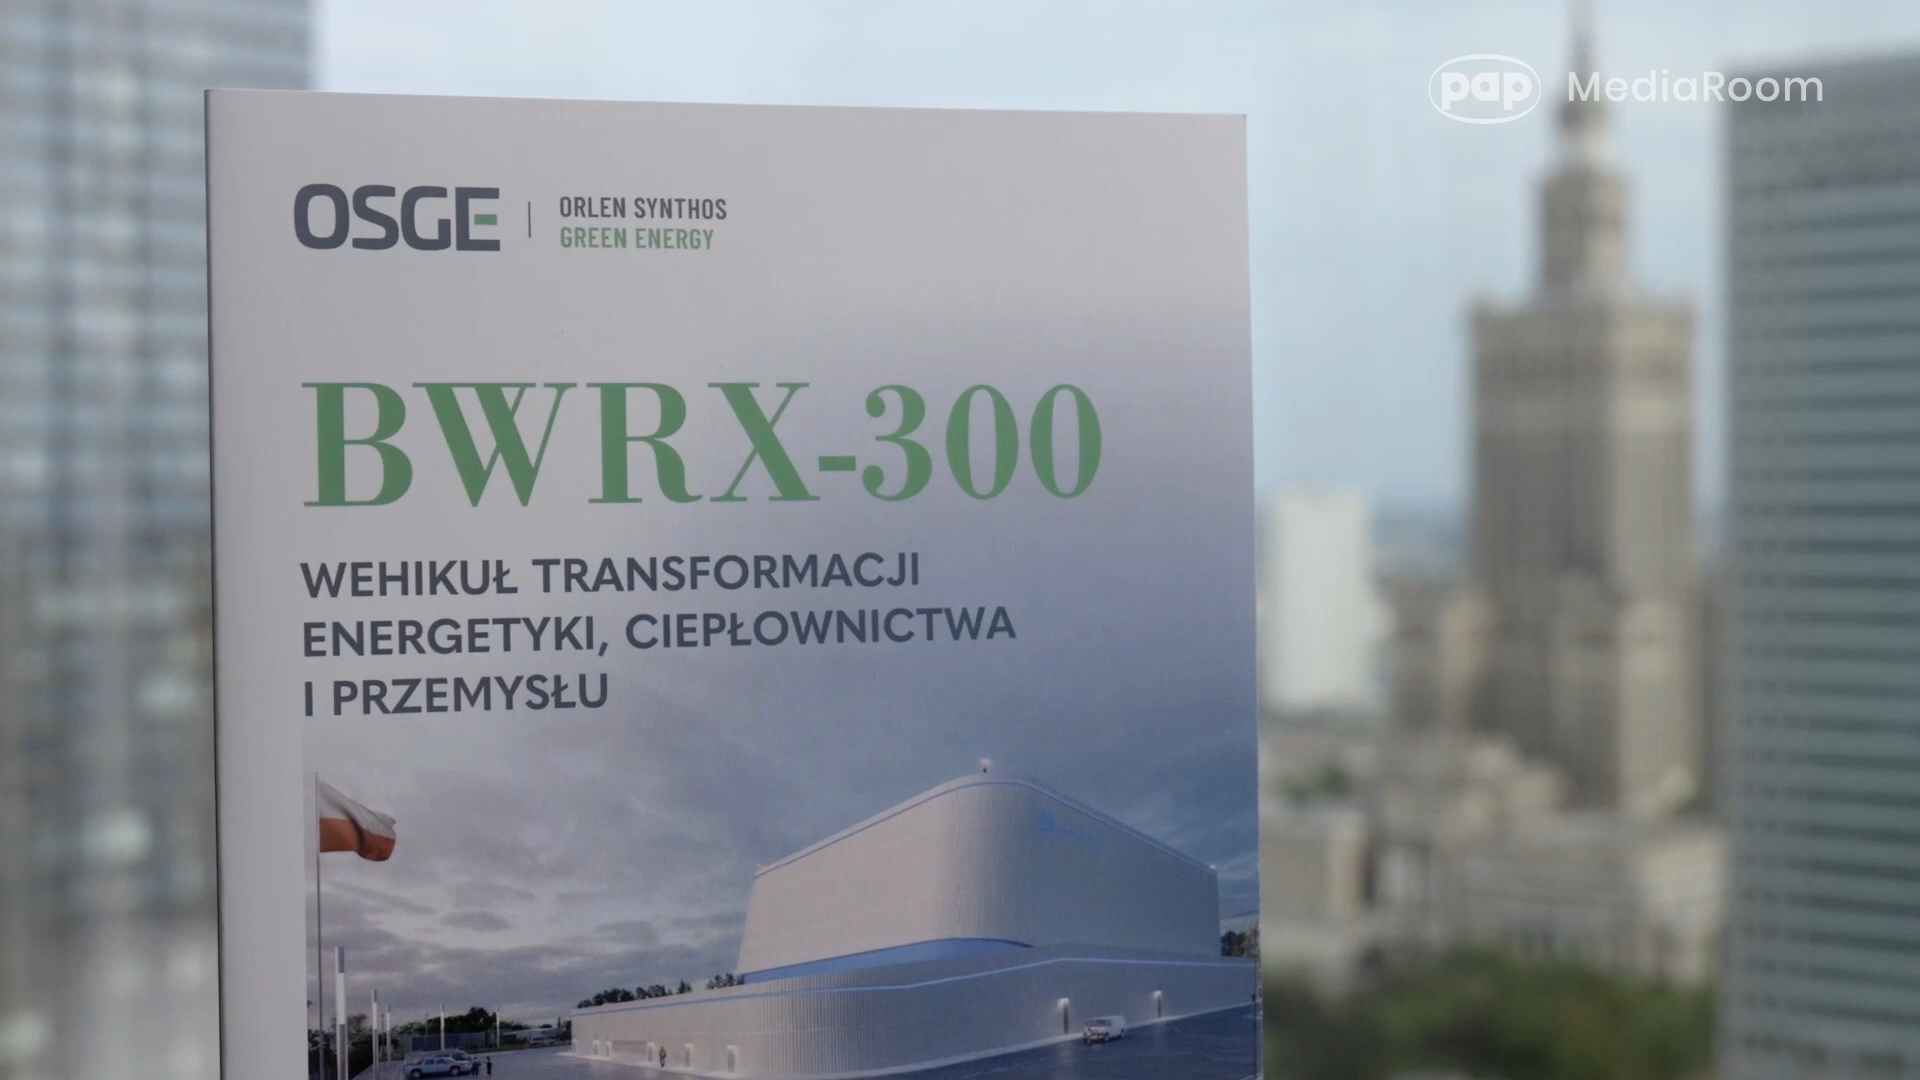 pap MediaRoom
OSGE
ORLEN SYNTHOS
GREEN ENERGY
BWRX-300
WEHIKUŁ TRANSFORMACJI
ENERGETYKI, CIEPŁOWNICTWA
I PRZEMYSŁU